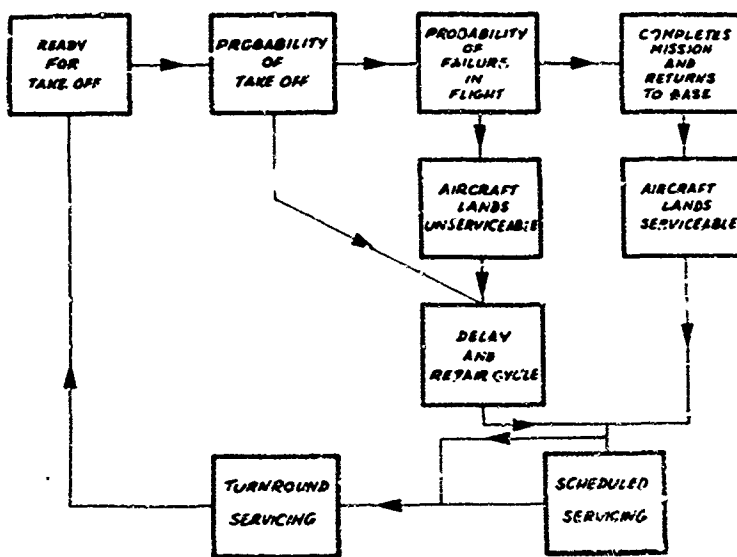 READY
FOR
TAKE OFF
PROBABILITY
OF
TAKE OFF
PROBABILITY
OF
FAILURE
IN
FLIGHT
COMPLETES
MISSION
AND
RETURNS
TO BASE
AIRCRAFT
LANDS
UNSERVICEABLE
AIRCRAFT
LANDS
SERVICEABLE
DELAY
AND
REPAIR CYCLE
TURNROUND
SERVICING
SCHEDULED
SERVICING